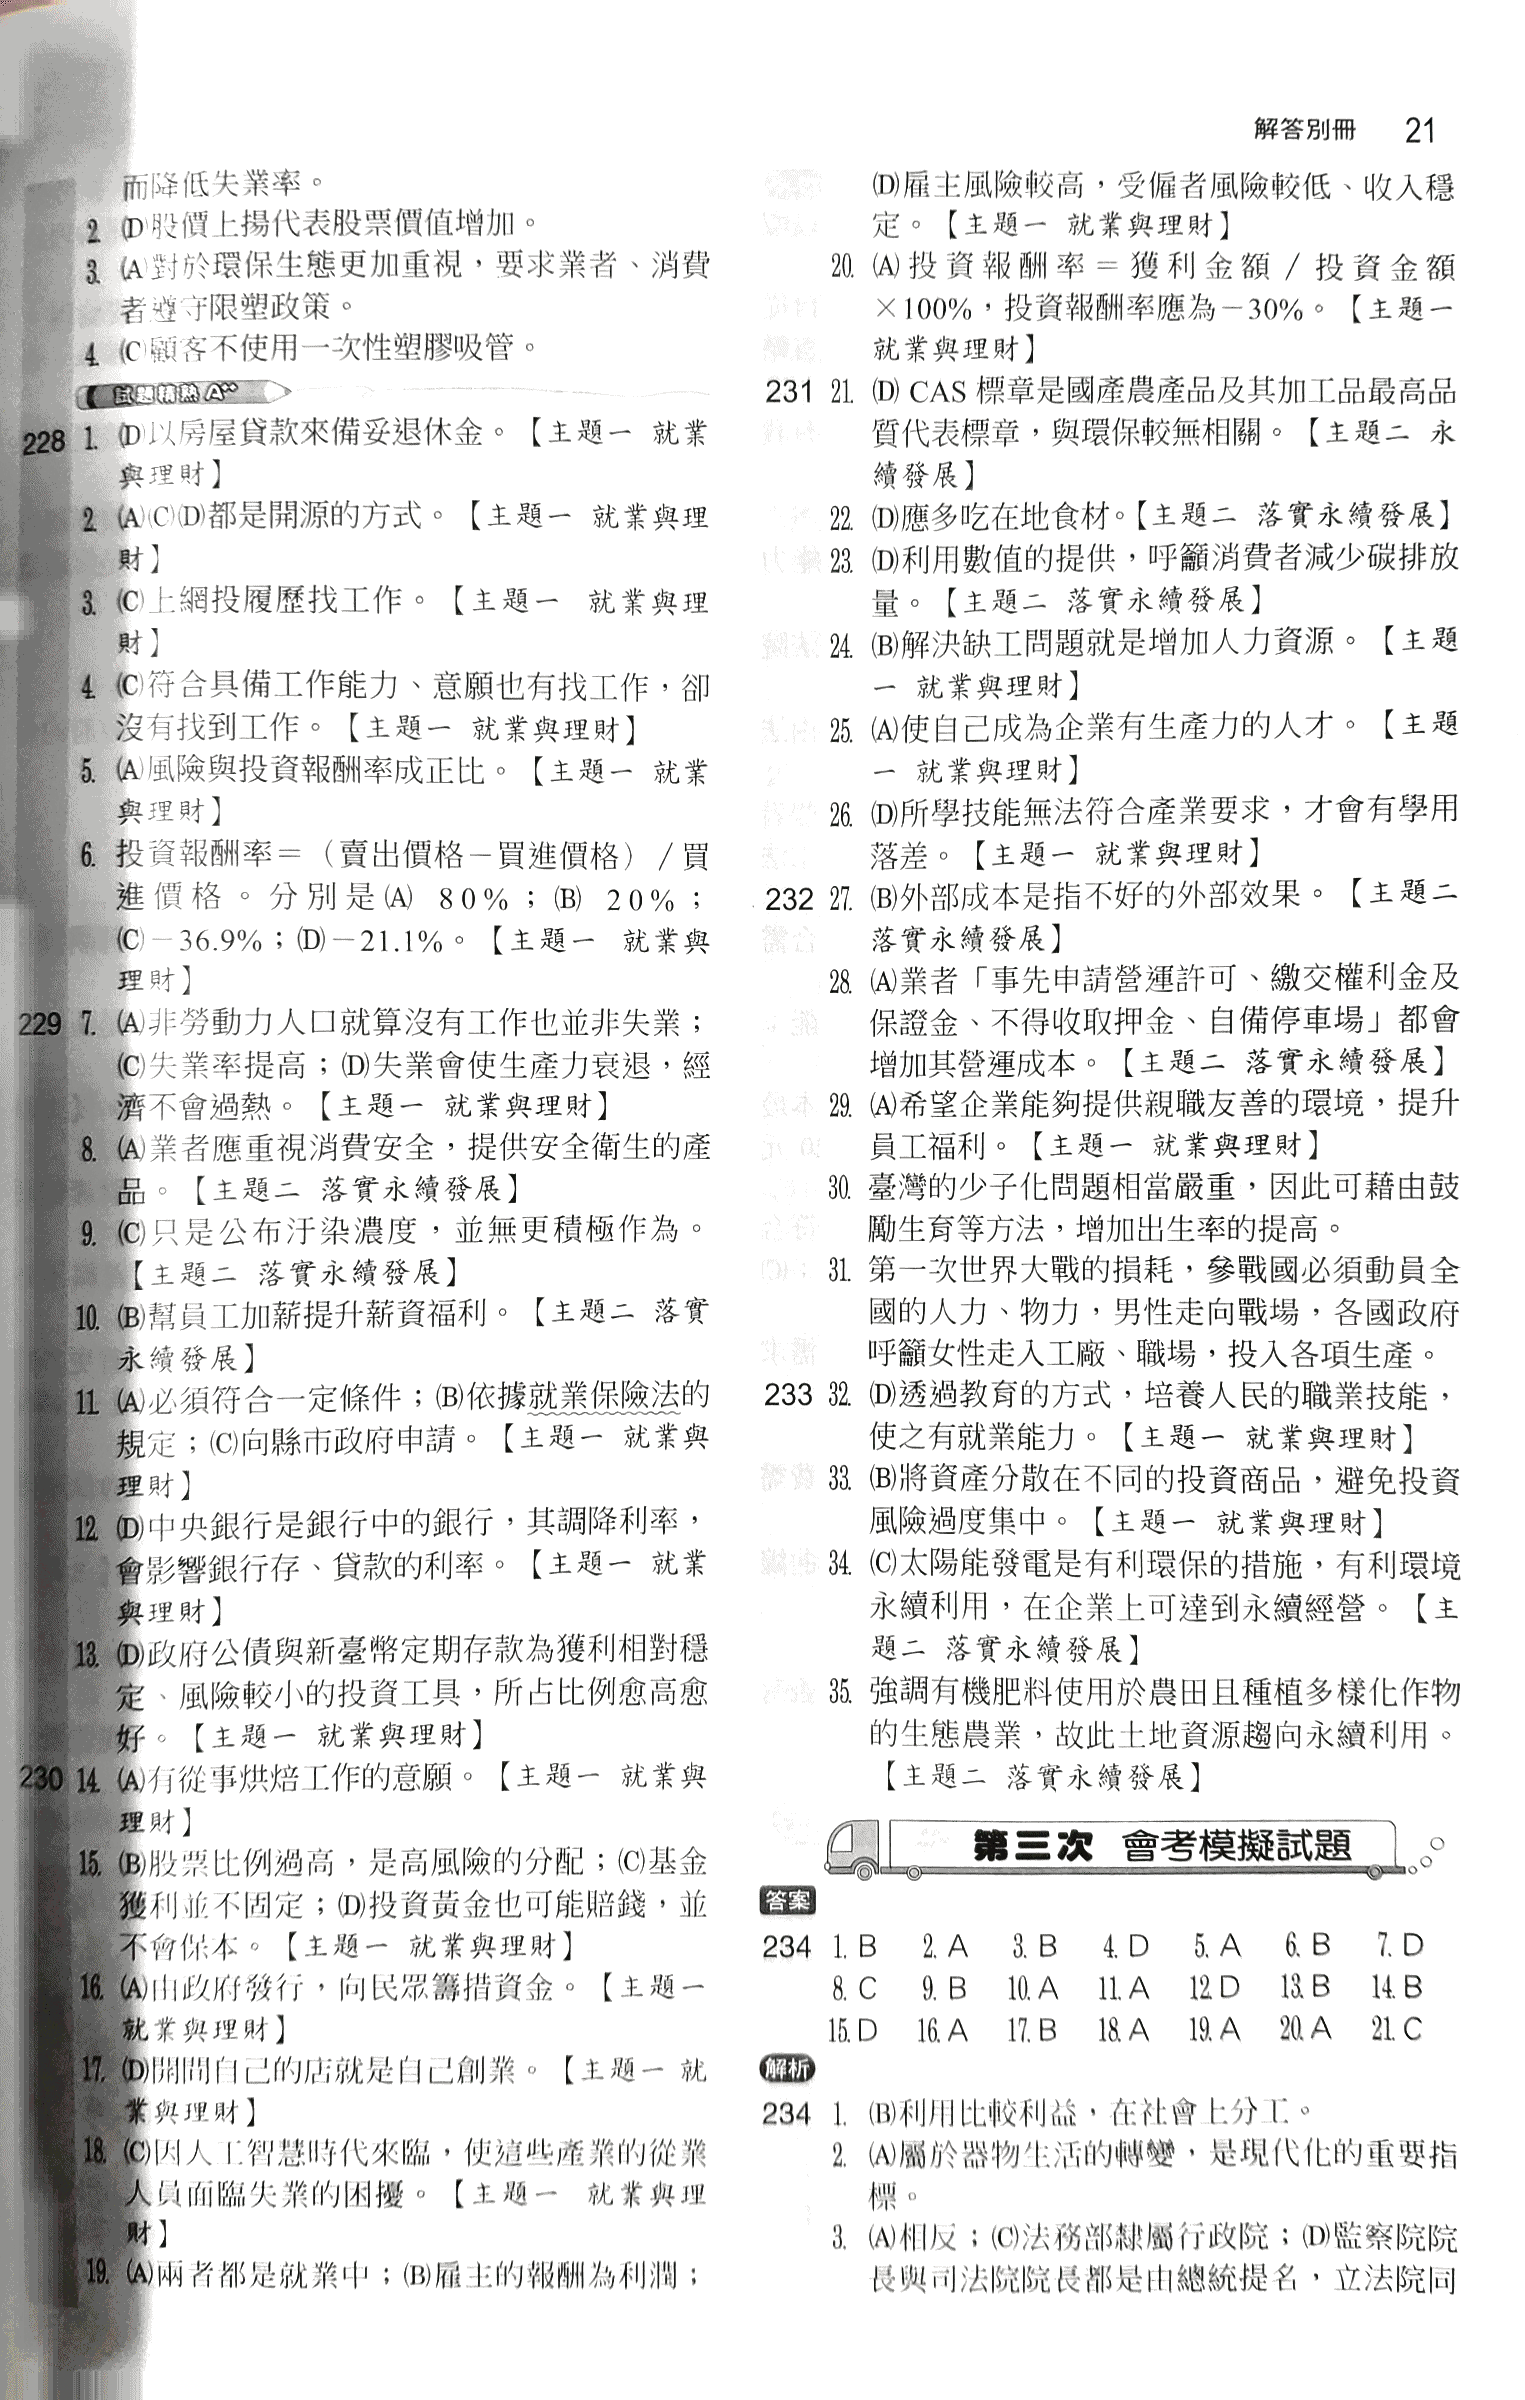 解答別冊 21
而降低失業率。
2. (D)股價上揚代表股票價值增加。
3. (A)對於環保生態更加重視，要求業者、消費
者遵守限塑政策。
4. (C)顧客不使用一次性塑膠吸管。
試題精熟A⁺⁺
228 1. (D)以房屋貸款來備妥退休金。【主題一 就業
與理財】
2. (A)(C)(D)都是開源的方式。【主題一 就業與理
財】
3. (C)上網投履歷找工作。【主題一 就業與理
財】
4. (C)符合具備工作能力、意願也有找工作，卻
沒有找到工作。【主題一 就業與理財】
5. (A)風險與投資報酬率成正比。【主題一 就業
與理財】
6. 投資報酬率＝（賣出價格－買進價格）/買
進價格。分別是(A) 80%；(B) 20%；
(C)－36.9%；(D)－21.1%。【主題一 就業與
理財】
229 7. (A)非勞動力人口就算沒有工作也並非失業；
(C)失業率提高；(D)失業會使生產力衰退，經
濟不會過熱。【主題一 就業與理財】
8. (A)業者應重視消費安全，提供安全衛生的產
品。【主題二 落實永續發展】
9. (C)只是公布汙染濃度，並無更積極作為。
【主題二 落實永續發展】
10. (B)幫員工加薪提升薪資福利。【主題二 落實
永續發展】
11. (A)必須符合一定條件；(B)依據就業保險法的
規定；(C)向縣市政府申請。【主題一 就業與
理財】
12. (D)中央銀行是銀行中的銀行，其調降利率，
會影響銀行存、貸款的利率。【主題一 就業
與理財】
13. (D)政府公債與新臺幣定期存款為獲利相對穩
定、風險較小的投資工具，所占比例愈高愈
好。【主題一 就業與理財】
230 14. (A)有從事烘焙工作的意願。【主題一 就業與
理財】
15. (B)股票比例過高，是高風險的分配；(C)基金
獲利並不固定；(D)投資黃金也可能賠錢，並
不會保本。【主題一 就業與理財】
16. (A)由政府發行，向民眾籌措資金。【主題一
就業與理財】
17. (D)開間自己的店就是自己創業。【主題一 就
業與理財】
18. (C)因人工智慧時代來臨，使這些產業的從業
人員面臨失業的困擾。【主題一 就業與理
財】
19. (A)兩者都是就業中；(B)雇主的報酬為利潤；
(D)雇主風險較高，受僱者風險較低、收入穩
定。【主題一 就業與理財】
20. (A)投資報酬率＝獲利金額/投資金額
×100%，投資報酬率應為－30%。【主題一
就業與理財】
231 21. (D) CAS 標章是國產農產品及其加工品最高品
質代表標章，與環保較無相關。【主題二 永
續發展】
22. (D)應多吃在地食材。【主題二 落實永續發展】
23. (D)利用數值的提供，呼籲消費者減少碳排放
量。【主題二 落實永續發展】
24. (B)解決缺工問題就是增加人力資源。【主題
一 就業與理財】
25. (A)使自己成為企業有生產力的人才。【主題
一 就業與理財】
26. (D)所學技能無法符合產業要求，才會有學用
落差。【主題一 就業與理財】
232 27. (B)外部成本是指不好的外部效果。【主題二
落實永續發展】
28. (A)業者「事先申請營運許可、繳交權利金及
保證金、不得收取押金、自備停車場」都會
增加其營運成本。【主題二 落實永續發展】
29. (A)希望企業能夠提供親職友善的環境，提升
員工福利。【主題一 就業與理財】
30. 臺灣的少子化問題相當嚴重，因此可藉由鼓
勵生育等方法，增加出生率的提高。
31. 第一次世界大戰的損耗，參戰國必須動員全
國的人力、物力，男性走向戰場，各國政府
呼籲女性走入工廠、職場，投入各項生產。
233 32. (D)透過教育的方式，培養人民的職業技能，
使之有就業能力。【主題一 就業與理財】
33. (B)將資產分散在不同的投資商品，避免投資
風險過度集中。【主題一 就業與理財】
34. (C)太陽能發電是有利環保的措施，有利環境
永續利用，在企業上可達到永續經營。【主
題二 落實永續發展】
35. 強調有機肥料使用於農田且種植多樣化作物
的生態農業，故此土地資源趨向永續利用。
【主題二 落實永續發展】
第三次 會考模擬試題
答案
234 1. B 2. A 3. B 4. D 5. A 6. B 7. D
8. C 9. B 10. A 11. A 12. D 13. B 14. B
15. D 16. A 17. B 18. A 19. A 20. A 21. C
解析
234 1. (B)利用比較利益，在社會上分工。
2. (A)屬於器物生活的轉變，是現代化的重要指
標。
3. (A)相反；(C)法務部隸屬行政院；(D)監察院院
長與司法院院長都是由總統提名，立法院同